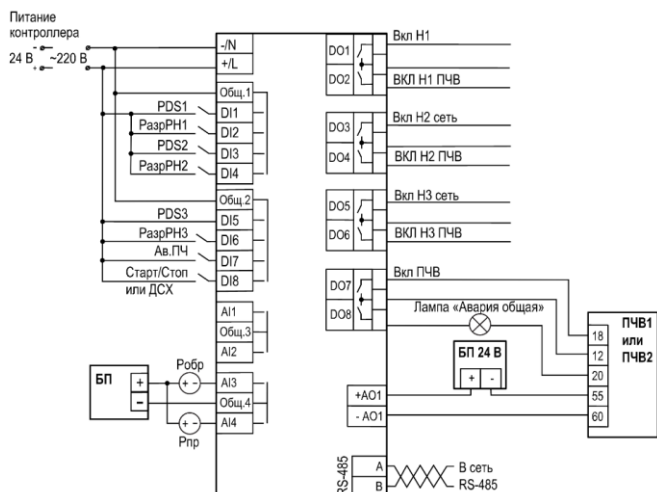 Питание
контроллера
24 В ~220 В
-/N
+/L
Общ.1
PDS1 DI1
РазрРН1 DI2
PDS2 DI3
РазрРН2 DI4
Общ.2
PDS3 DI5
РазрРН3 DI6
Ав.ПЧ DI7
Старт/Стоп
или ДСХ
DI8
AI1
Общ.3
AI2
БП
+
−
Робр
+ -
AI3
Общ.4
+ -
AI4
Рпр
DO1
Вкл Н1
DO2
ВКЛ Н1 ПЧВ
DO3
Вкл Н2 сеть
DO4
ВКЛ Н2 ПЧВ
DO5
Вкл Н3 сеть
DO6
ВКЛ Н3 ПЧВ
DO7
Вкл ПЧВ
DO8
Лампа «Авария общая»
БП 24 В
+ -
+AO1
- AO1
18
12
20
55
60
ПЧВ1
или
ПЧВ2
RS-485
A
B
В сеть
RS-485